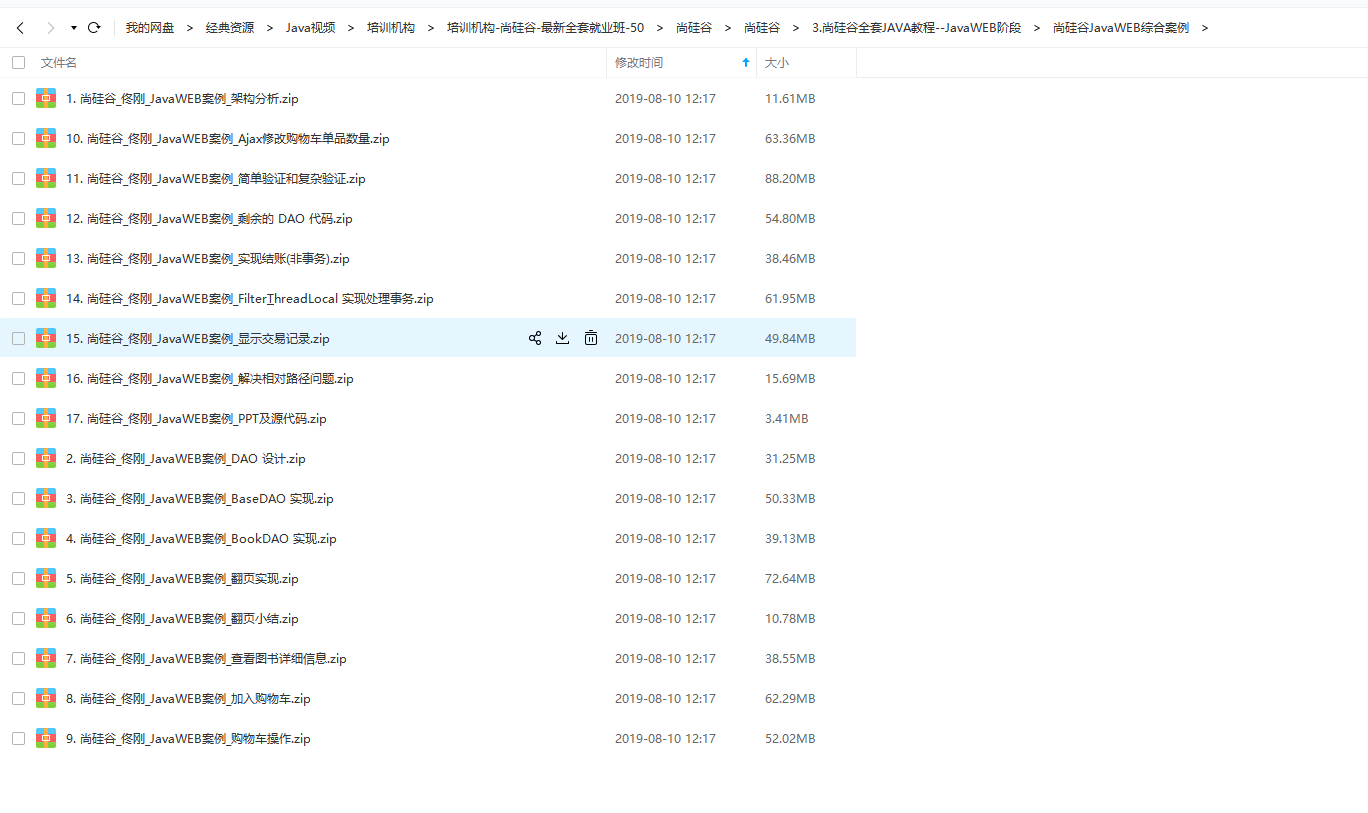 我的网盘 > 经典资源 > Java视频 > 培训机构 > 培训机构-尚硅谷-最新全套就业班-50 > 尚硅谷 > 尚硅谷 > 3.尚硅谷全套JAVA教程--JavaWEB阶段 > 尚硅谷JavaWEB综合案例 >
文件名 修改时间 大小
1. 尚硅谷_佟刚_JavaWEB案例_架构分析.zip 2019-08-10 12:17 11.61MB
10. 尚硅谷_佟刚_JavaWEB案例_Ajax修改购物车单品数量.zip 2019-08-10 12:17 63.36MB
11. 尚硅谷_佟刚_JavaWEB案例_简单验证和复杂验证.zip 2019-08-10 12:17 88.20MB
12. 尚硅谷_佟刚_JavaWEB案例_剩余的 DAO 代码.zip 2019-08-10 12:17 54.80MB
13. 尚硅谷_佟刚_JavaWEB案例_实现结账(非事务).zip 2019-08-10 12:17 38.46MB
14. 尚硅谷_佟刚_JavaWEB案例_FilterThreadLocal 实现处理事务.zip 2019-08-10 12:17 61.95MB
15. 尚硅谷_佟刚_JavaWEB案例_显示交易记录.zip 2019-08-10 12:17 49.84MB
16. 尚硅谷_佟刚_JavaWEB案例_解决相对路径问题.zip 2019-08-10 12:17 15.69MB
17. 尚硅谷_佟刚_JavaWEB案例_PPT及源代码.zip 2019-08-10 12:17 3.41MB
2. 尚硅谷_佟刚_JavaWEB案例_DAO 设计.zip 2019-08-10 12:17 31.25MB
3. 尚硅谷_佟刚_JavaWEB案例_BaseDAO 实现.zip 2019-08-10 12:17 50.33MB
4. 尚硅谷_佟刚_JavaWEB案例_BookDAO 实现.zip 2019-08-10 12:17 39.13MB
5. 尚硅谷_佟刚_JavaWEB案例_翻页实现.zip 2019-08-10 12:17 72.64MB
6. 尚硅谷_佟刚_JavaWEB案例_翻页小结.zip 2019-08-10 12:17 10.78MB
7. 尚硅谷_佟刚_JavaWEB案例_查看图书详细信息.zip 2019-08-10 12:17 38.55MB
8. 尚硅谷_佟刚_JavaWEB案例_加入购物车.zip 2019-08-10 12:17 62.29MB
9. 尚硅谷_佟刚_JavaWEB案例_购物车操作.zip 2019-08-10 12:17 52.02MB